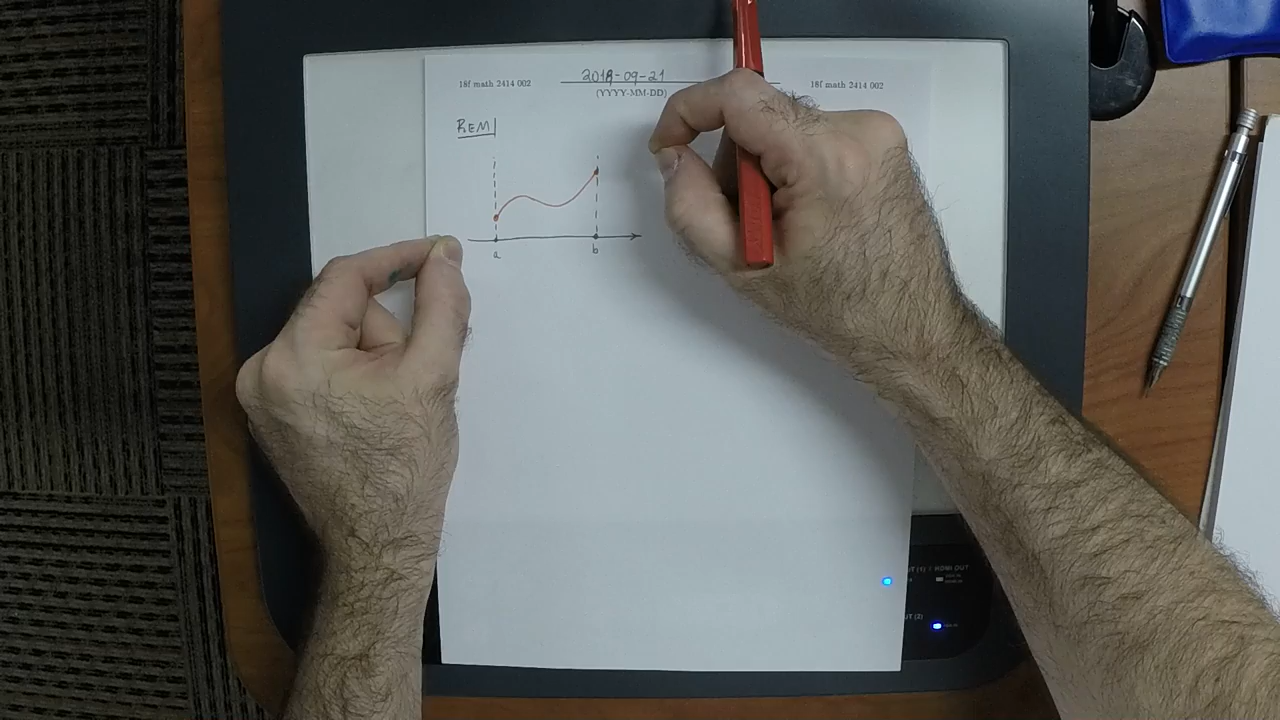 2018-09-21
18f math 2414 002 18f math 2414 002
(YYYY-MM-DD)
REM
a b